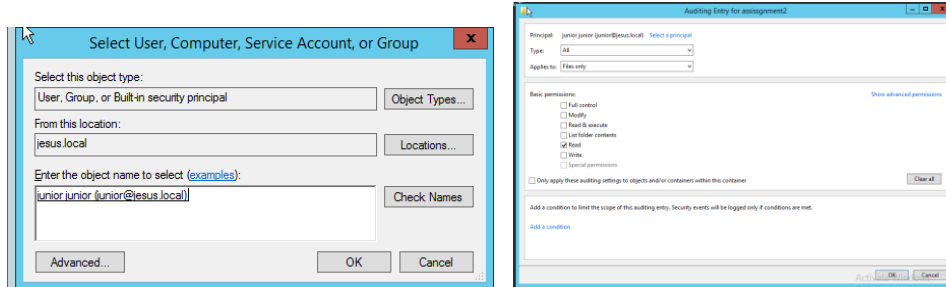 Select User, Computer, Service Account, or Group
x
Select this object type:
User, Group, or Built-in security principal
Object Types...
From this location:
jesus.local
Locations...
Enter the object name to select (examples):
junior junior (junior@jesus.local)
Check Names
Advanced...
OK
Cancel
Auditing Entry for assissgnment2
Principal: junior junior (junior@jesus.local) Select a principal
Type: All
Applies to: Files only
Basic permissions:
Show advanced permissions
Full control
Modify
Read & execute
List folder contents
Read
Write
Special permissions
Only apply these auditing settings to objects and/or containers within this container
Clear all
Add a condition to limit the scope of this auditing entry. Security events will be logged only if conditions are met.
Add a condition
OK
Cancel